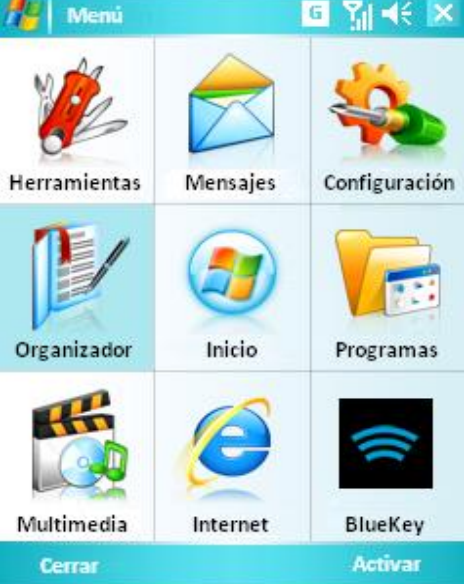 Menú
G
Herramientas Mensajes Configuración
Organizador Inicio Programas
Multimedia Internet BlueKey
Cerrar Activar